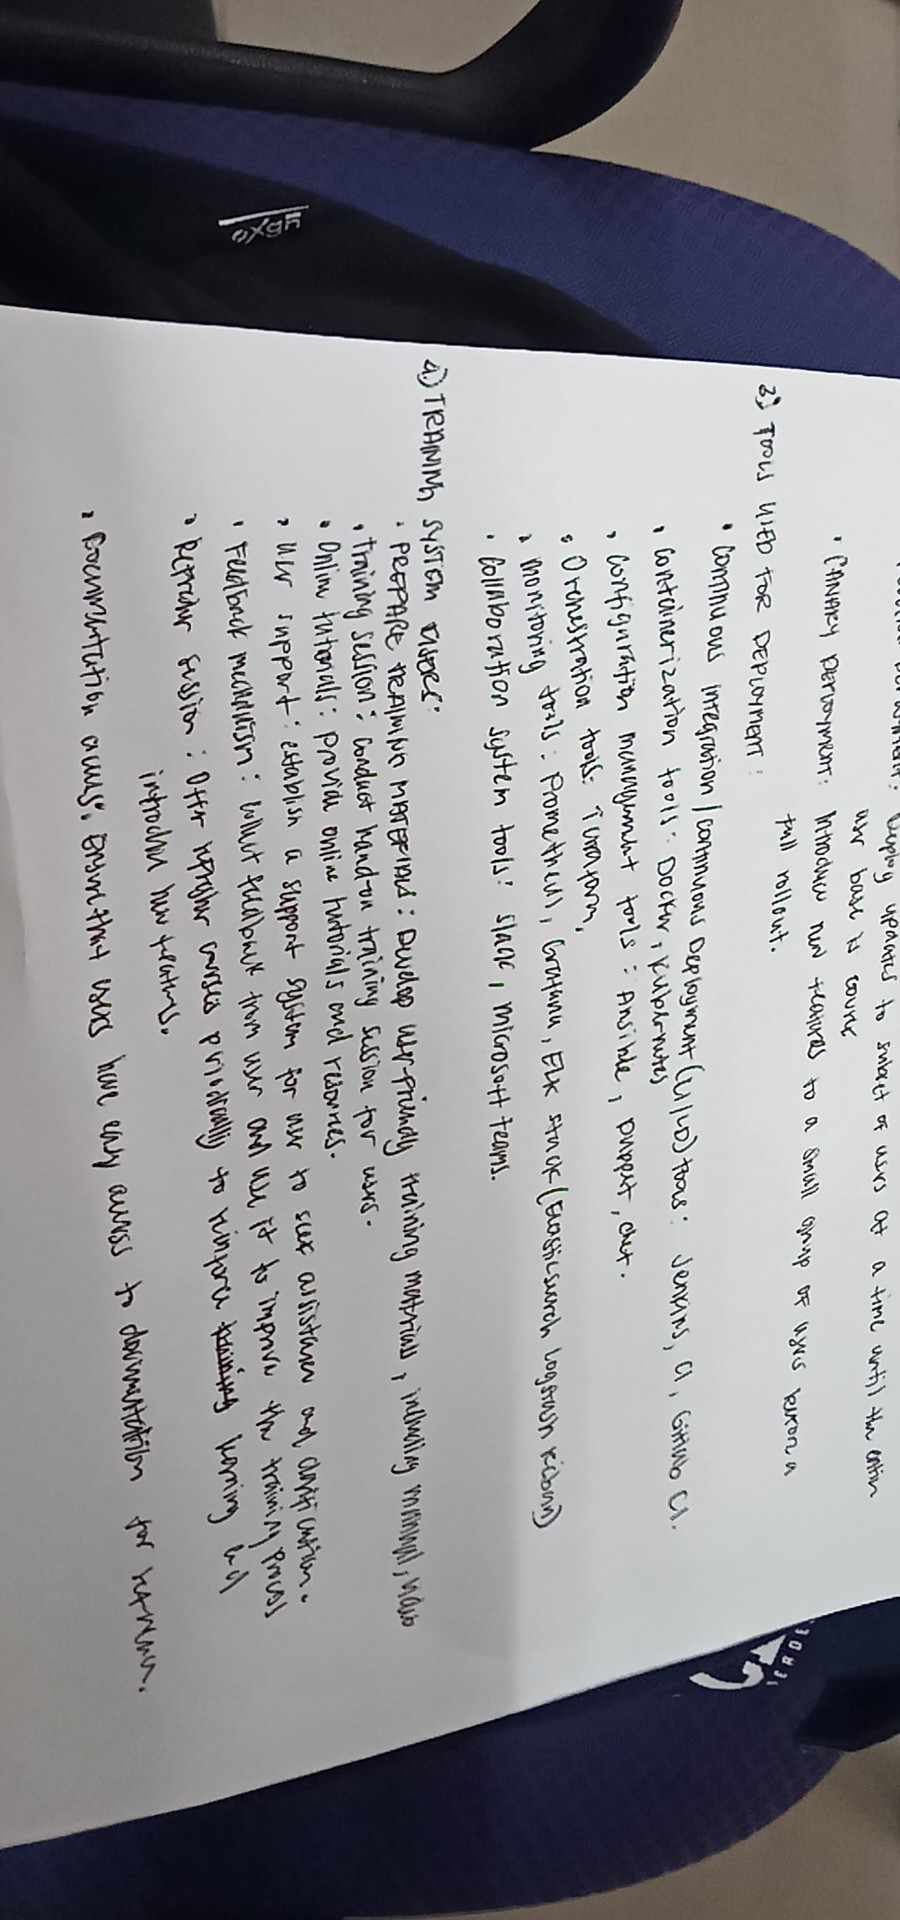 Deploy updates to subset of users at a time until the entire
user base is
• CANARY DEPLOYMENT: Introduce new features to a small group of users before a
full rollout.
3) TOOLS USED FOR DEPLOYMENT:
• Continuous integration/continuous Deployment (CI/CD) tools: Jenkins, CI, GitHub CI.
• Containerization tools: Docker, Kubernetes
• Configuration management tools: Ansible, Puppet, chef.
• Orchestration tools: Terraform,
• Monitoring tools: Prometheus, Grafana, ELK stack (Elasticsearch Logstash Kiban)
• Collaboration system tools: Slack, Microsoft teams.
4) TRAINING SYSTEM USERS:
• PREPARE TRAINING MATERIALS: Develop user-friendly training materials, including manual,
• Training session: conduct hand-on training session for users.
• Online tutorials: provide online tutorials and resources.
• User support: establish a support system for user to seek assistance and clarification.
• Feedback mechanism: collect feedback from user and use it to improve the training process
• Refresher session: Offer refresher courses periodically to reinforce training learning and
introduce new features.
• Documentation access: Ensure that users have easy access to documentation for reference.